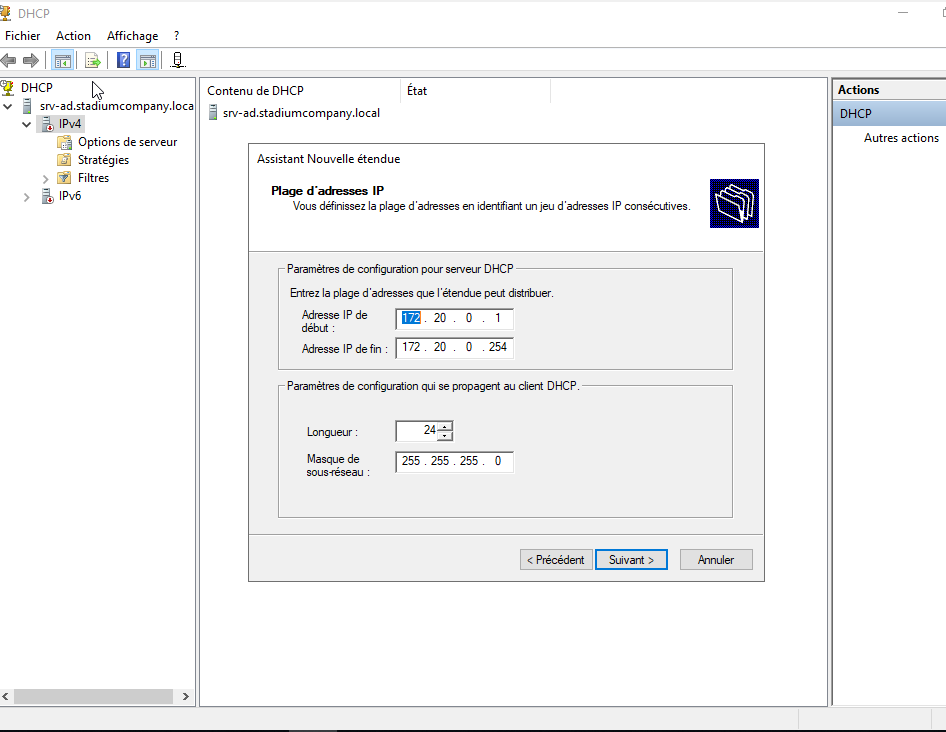 DHCP
Fichier Action Affichage ?
DHCP
srv-ad.stadiumcompany.loca
IPv4
Options de serveur
Stratégies
Filtres
IPv6
Contenu de DHCP État
srv-ad.stadiumcompany.local
Assistant Nouvelle étendue
Plage d'adresses IP
Vous définissez la plage d'adresses en identifiant un jeu d'adresses IP consécutives.
Paramètres de configuration pour serveur DHCP
Entrez la plage d'adresses que l'étendue peut distribuer.
Adresse IP de
début :
172 . 20 . 0 . 1
Adresse IP de fin : 172 . 20 . 0 . 254
Paramètres de configuration qui se propagent au client DHCP.
Longueur : 24
Masque de
sous-réseau :
255 . 255 . 255 . 0
< Précédent Suivant > Annuler
Actions
DHCP
Autres actions